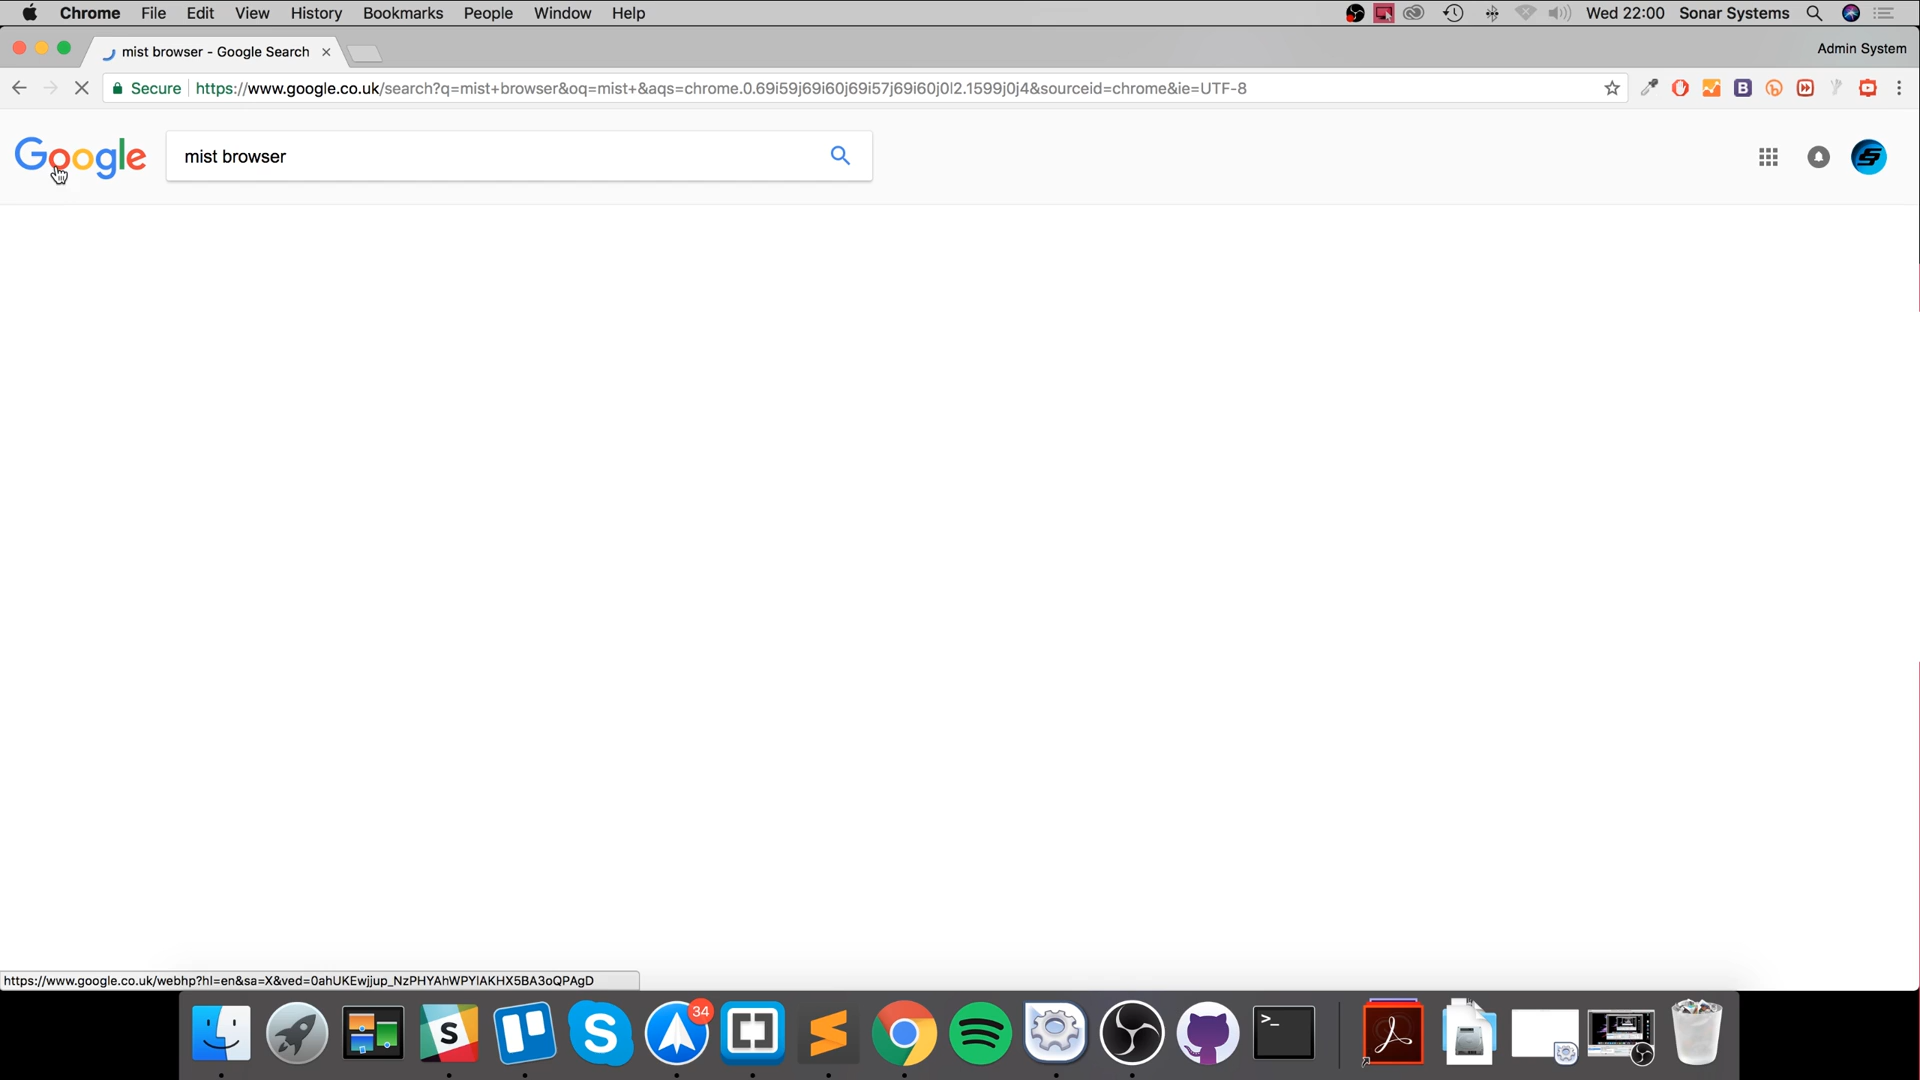 Chrome File Edit View History Bookmarks People Window Help Wed 22:00 Sonar Systems
mist browser - Google Search Admin System
Secure https://www.google.co.uk/search?q=mist+browser&oq=mist+&aqs=chrome.0.69i59j69i60j69i57j69i60j0l2.1599j0j4&sourceid=chrome&ie=UTF-8
Google mist browser
https://www.google.co.uk/webhp?hl=en&sa=X&ved=0ahUKEwjjup_NzPHYAhWPYlAKHX5BA3oQPAgD
34